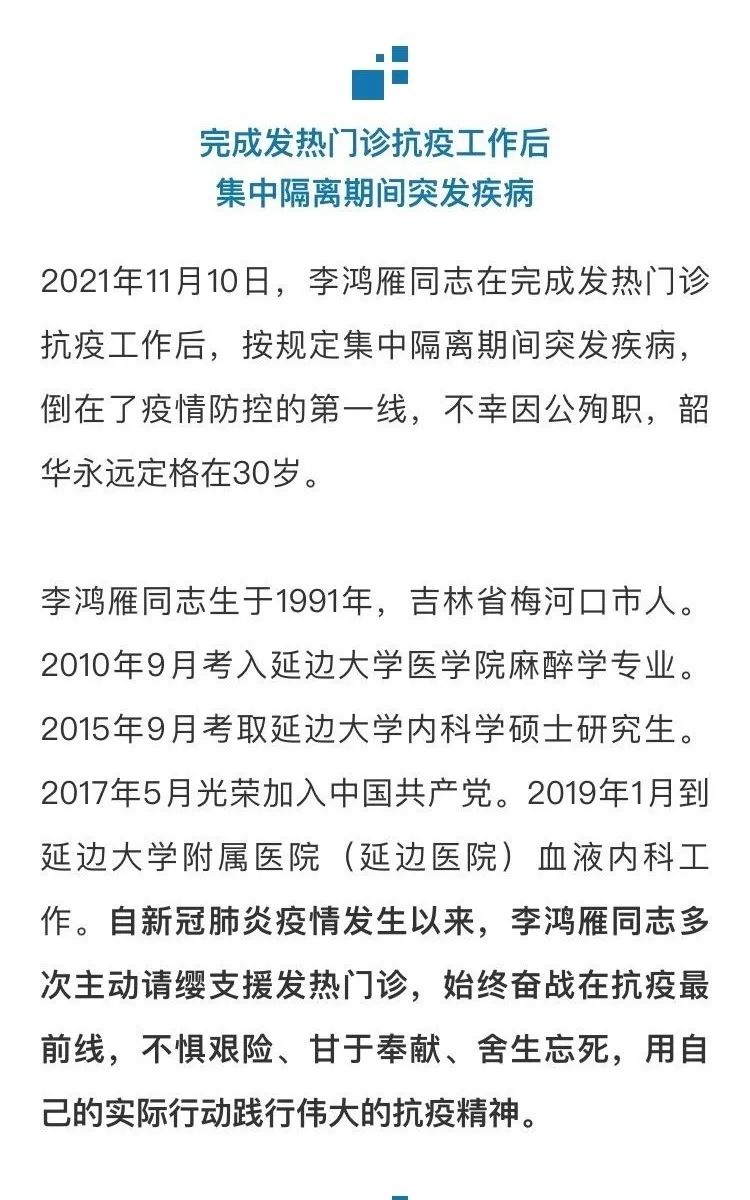 完成发热门诊抗疫工作后
集中隔离期间突发疾病
2021年11月10日，李鸿雁同志在完成发热门诊
抗疫工作后，按规定集中隔离期间突发疾病，
倒在了疫情防控的第一线，不幸因公殉职，韶
华永远定格在30岁。
李鸿雁同志生于1991年，吉林省梅河口市人。
2010年9月考入延边大学医学院麻醉学专业。
2015年9月考取延边大学内科学硕士研究生。
2017年5月光荣加入中国共产党。2019年1月到
延边大学附属医院（延边医院）血液内科工
作。自新冠肺炎疫情发生以来，李鸿雁同志多
次主动请缨支援发热门诊，始终奋战在抗疫最
前线，不惧艰险、甘于奉献、舍生忘死，用自
己的实际行动践行伟大的抗疫精神。